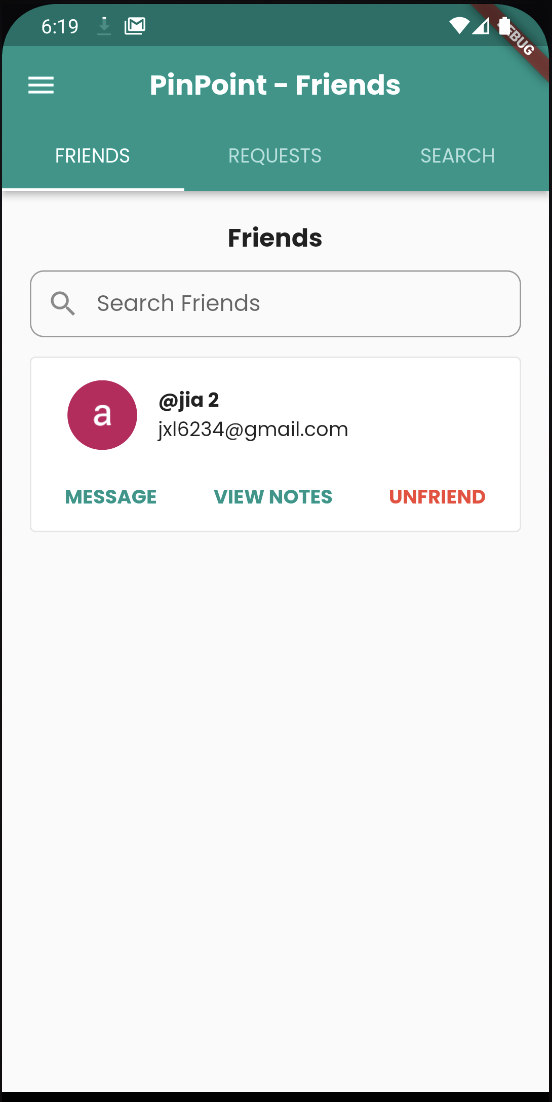 6:19
DEBUG
PinPoint - Friends
FRIENDS REQUESTS SEARCH
Friends
Search Friends
a
@jia 2
jxl6234@gmail.com
MESSAGE VIEW NOTES UNFRIEND